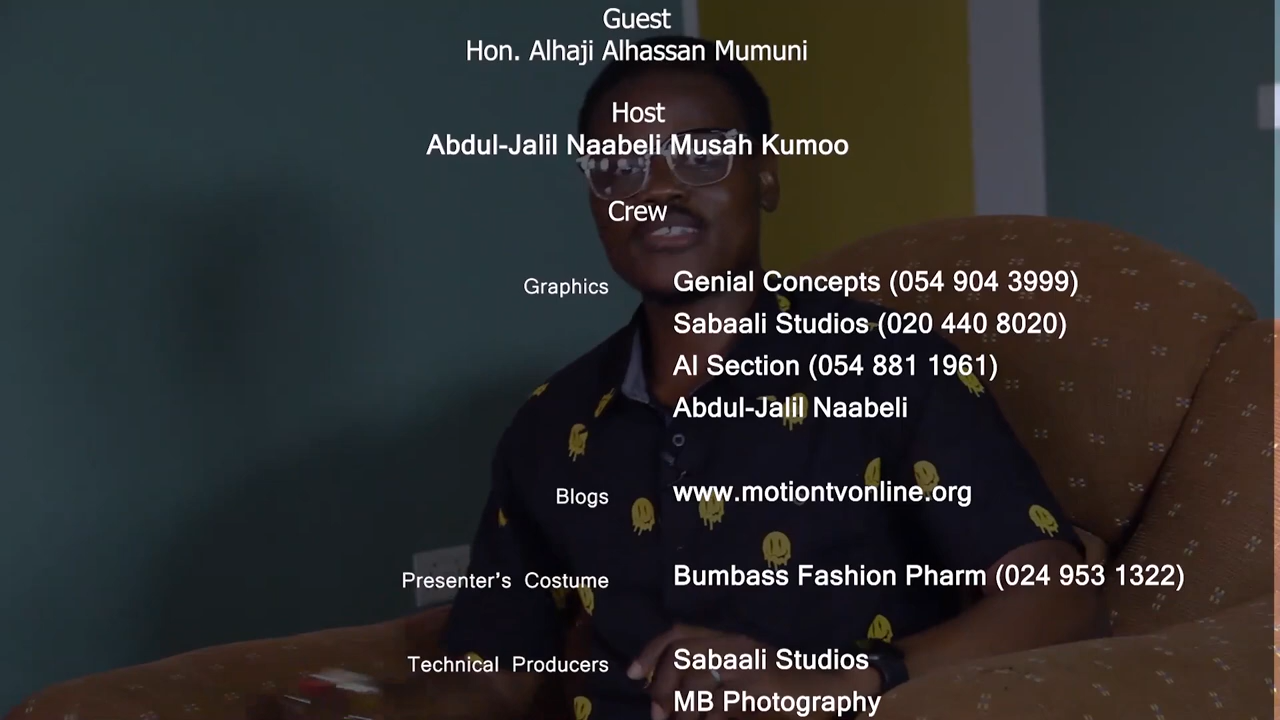 Guest
Hon. Alhaji Alhassan Mumuni
Host
Abdul-Jalil Naabeli Musah Kumoo
Crew
Graphics Genial Concepts (054 904 3999)
Sabaali Studios (020 440 8020)
AI Section (054 881 1961)
Abdul-Jalil Naabeli
Blogs www.motiontvonline.org
Presenter's Costume Bumbass Fashion Pharm (024 953 1322)
Technical Producers Sabaali Studios
MB Photography